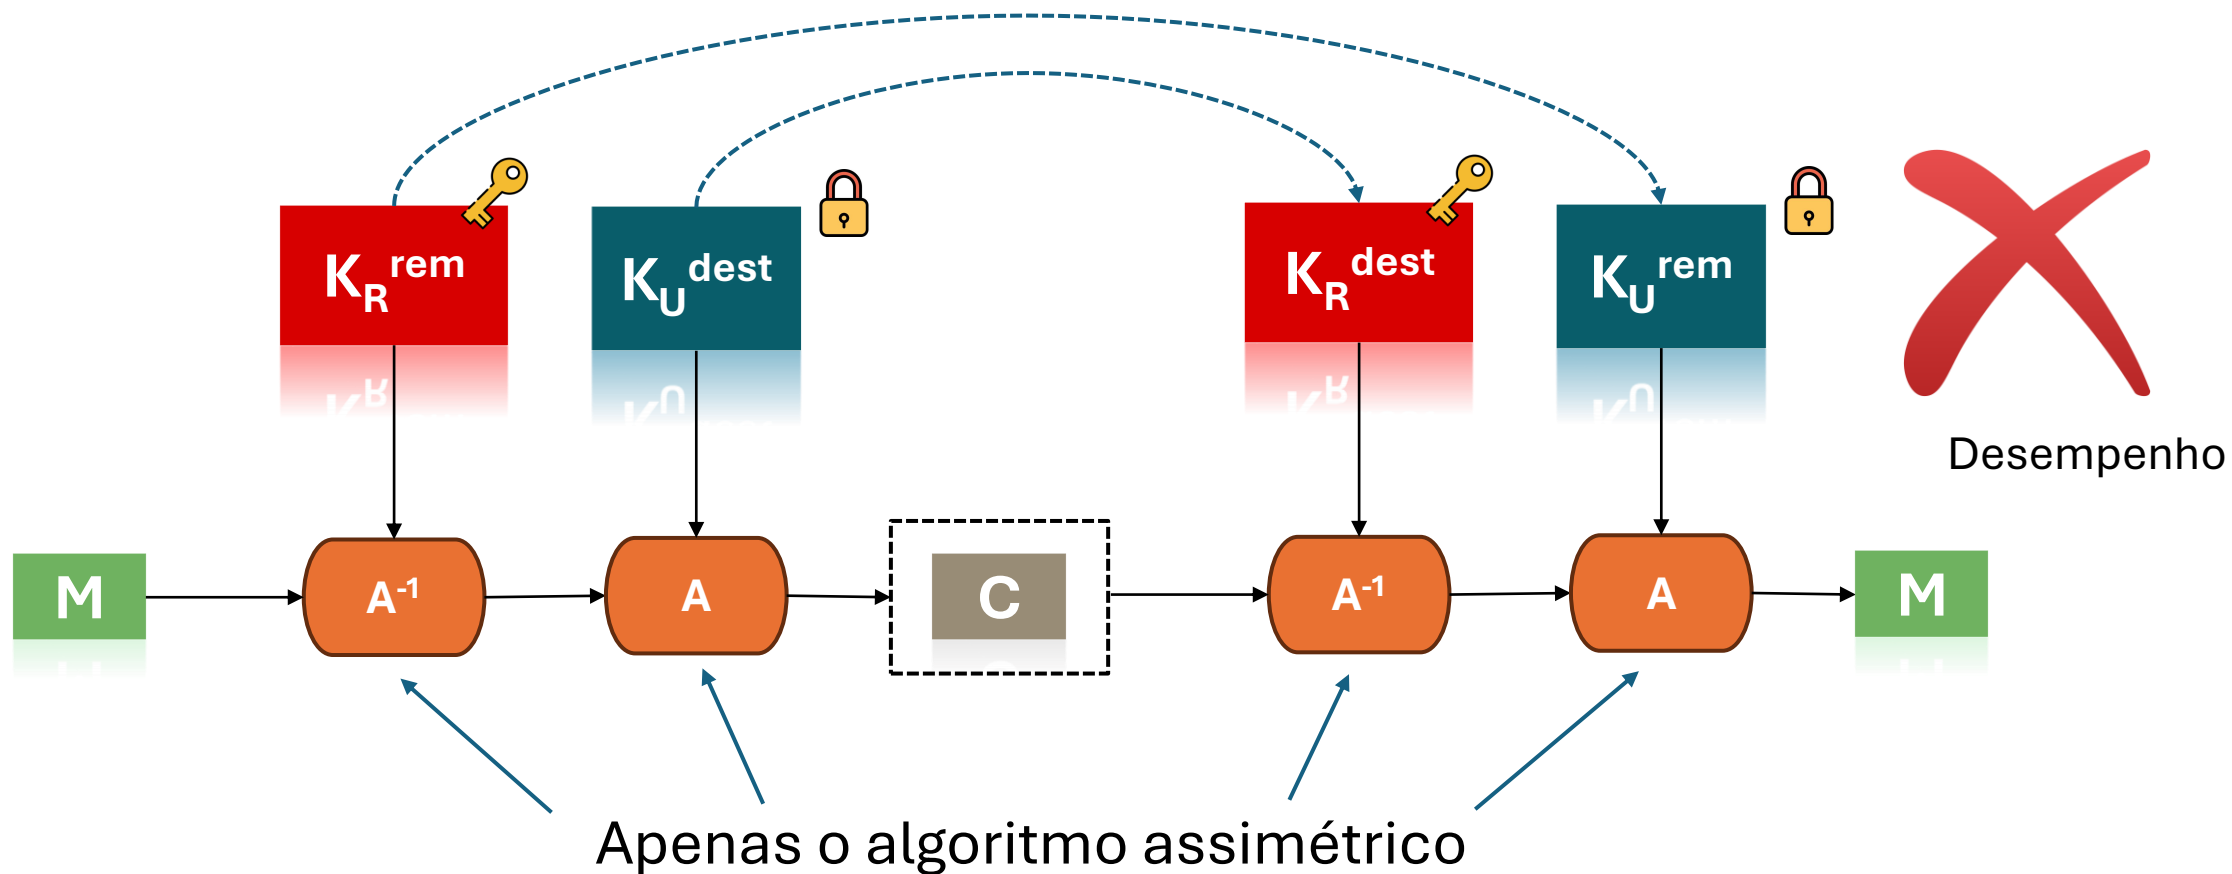 K_R^rem
K_U^dest
K_R^dest
K_U^rem
Desempenho
M
A⁻¹
A
C
A⁻¹
A
M
Apenas o algoritmo assimétrico